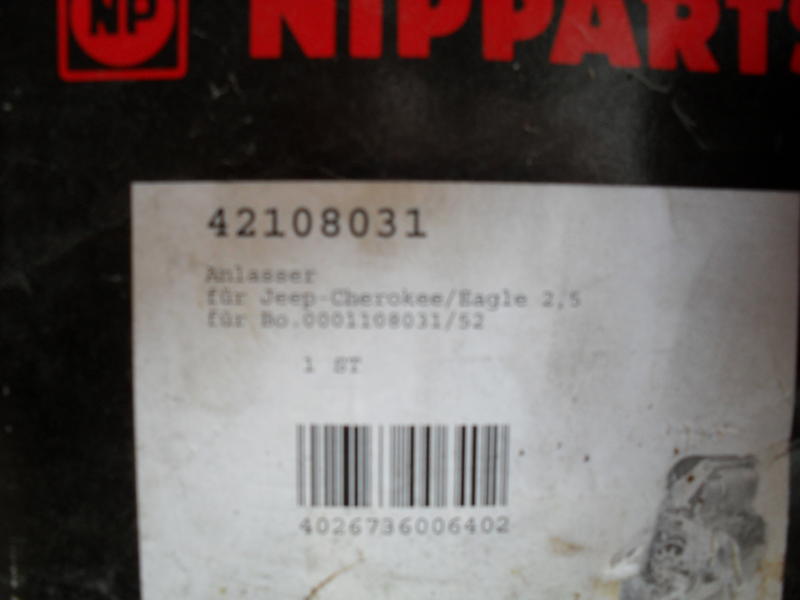 NP NIPPARTS
42108031
Anlasser
für Jeep-Cherokee/Eagle 2,5
für Bo.0001108031/52
1 ST
4026736006402